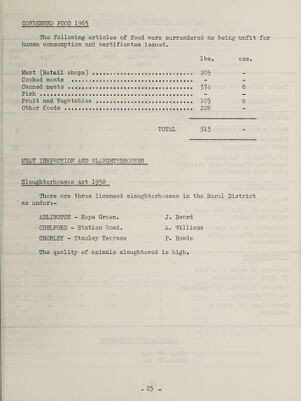 CONDEMNED FOOD 1965
The following articles of food were surrendered as being unfit for
human consumption and certificates issued.
lbs. ozs.
Meat (Retail shops) ........................... 205 -
Cooked meats ........................... - -
Canned meats ........................... 374 8
Fish ........................... - -
Fruit and Vegetables ........................... 105 8
Other foods ........................... 228 -
TOTAL 913 -
MEAT INSPECTION AND SLAUGHTERHOUSES
Slaughterhouses Act 1958
There are three licensed slaughterhouses in the Rural District
as under:-
ADLINGTON - Hope Green. J. Beard
CHELFORD - Station Road. A. Williams
CHORLEY - Stanley Terrace P.
The quality of animals slaughtered is high.
- 25 -